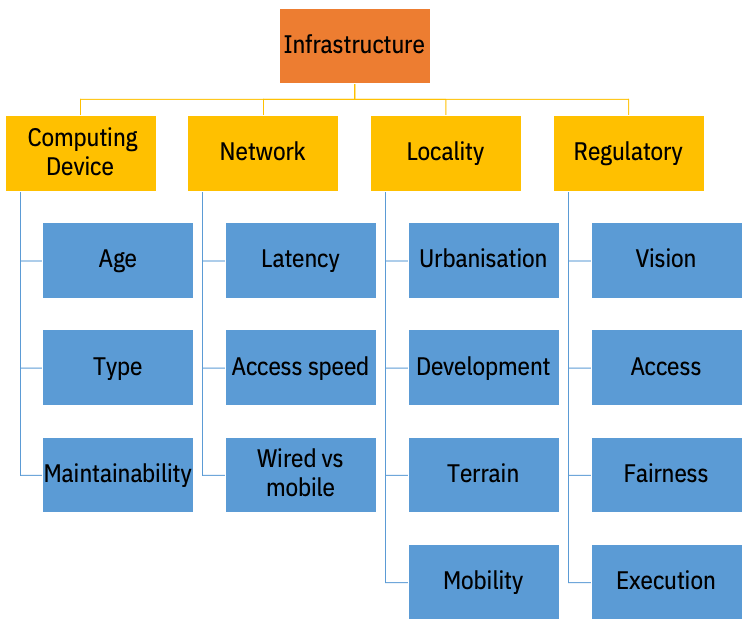 Infrastructure
Computing
Device
Network
Locality
Regulatory
Age
Latency
Urbanisation
Vision
Type
Access speed
Development
Access
Maintainability
Wired vs
mobile
Terrain
Fairness
Mobility
Execution